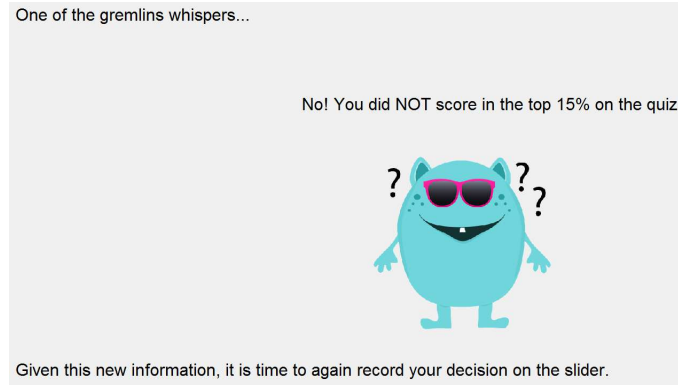 One of the gremlins whispers...
No! You did NOT score in the top 15% on the quiz
?
?
?
Given this new information, it is time to again record your decision on the slider.